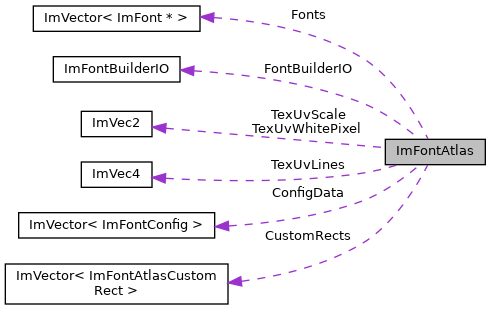 ImVector< ImFont * >
Fonts
ImFontBuilderIO
FontBuilderIO
ImVec2
TexUvScale
TexUvWhitePixel
ImFontAtlas
ImVec4
TexUvLines
ConfigData
ImVector< ImFontConfig >
CustomRects
ImVector< ImFontAtlasCustom
Rect >